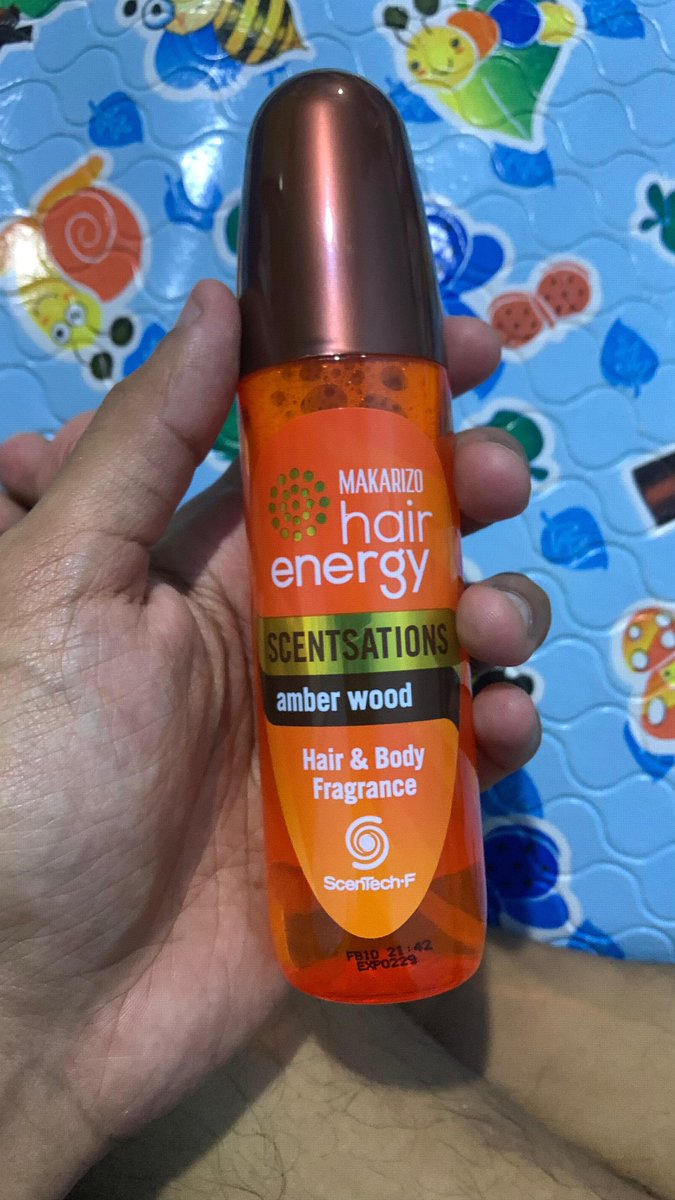 MAKARIZO
hair
energy
SCENTSATIONS
amber wood
Hair & Body
Fragrance
ScenTech-F
FB10 21:42
EXP0229